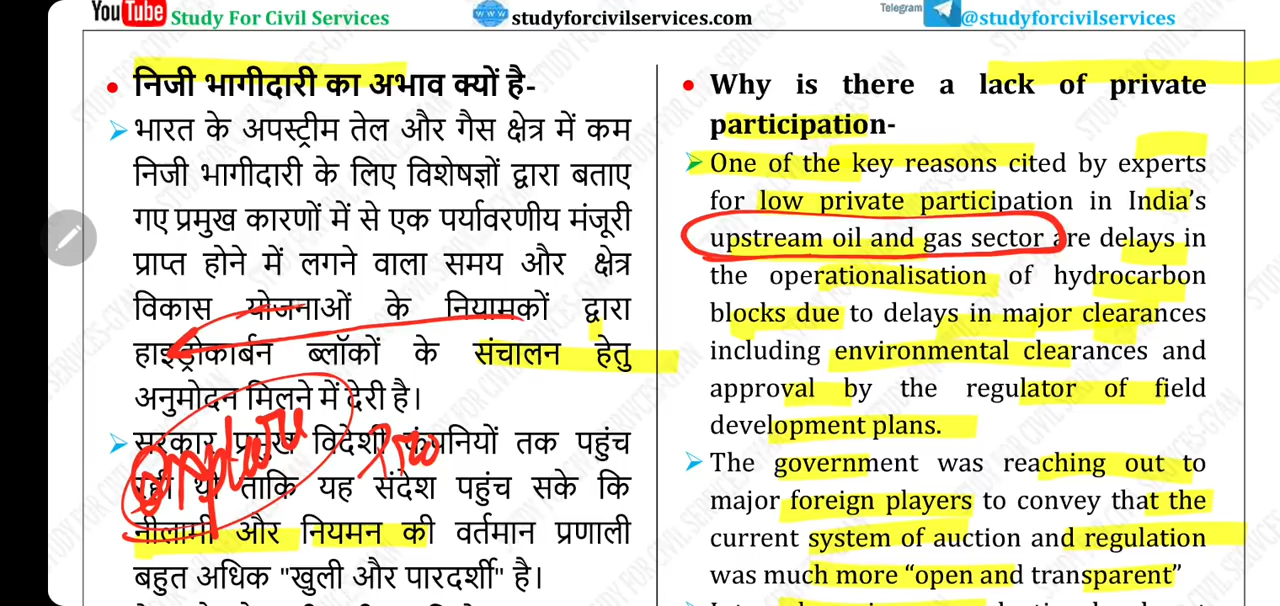 YouTube Study For Civil Services
www studyforcivilservices.com
Telegram @studyforcivilservices
• निजी भागीदारी का अभाव क्यों है-
भारत के अपस्ट्रीम तेल और गैस क्षेत्र में कम
निजी भागीदारी के लिए विशेषज्ञों द्वारा बताए
गए प्रमुख कारणों में से एक पर्यावरणीय मंजूरी
प्राप्त होने में लगने वाला समय और क्षेत्र
विकास योजनाओं के नियामकों द्वारा
हाइड्रोकार्बन ब्लॉकों के संचालन हेतु
अनुमोदन मिलने में देरी है।
सरकार प्रमुख विदेशी कंपनियों तक पहुंच
रही थी ताकि यह संदेश पहुंच सके कि
नीलामी और नियमन की वर्तमान प्रणाली
बहुत अधिक "खुली और पारदर्शी" है।
• Why is there a lack of private
participation-
One of the key reasons cited by experts
for low private participation in India's
upstream oil and gas sector are delays in
the operationalisation of hydrocarbon
blocks due to delays in major clearances
including environmental clearances and
approval by the regulator of field
development plans.
The government was reaching out to
major foreign players to convey that the
current system of auction and regulation
was much more "open and transparent"